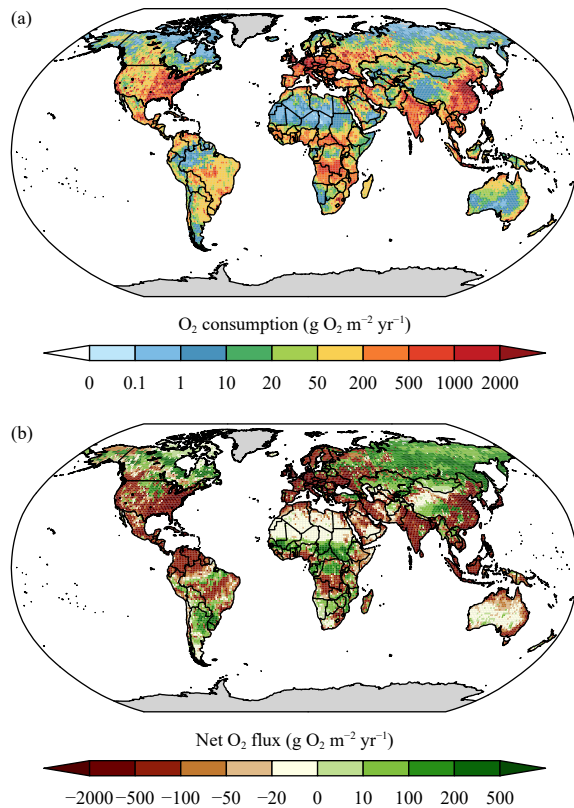 (a)
O₂ consumption (g O₂ m⁻² yr⁻¹)
0 0.1 1 10 20 50 200 500 1000 2000
(b)
Net O₂ flux (g O₂ m⁻² yr⁻¹)
−2000 −500 −100 −50 −20 0 10 100 200 500